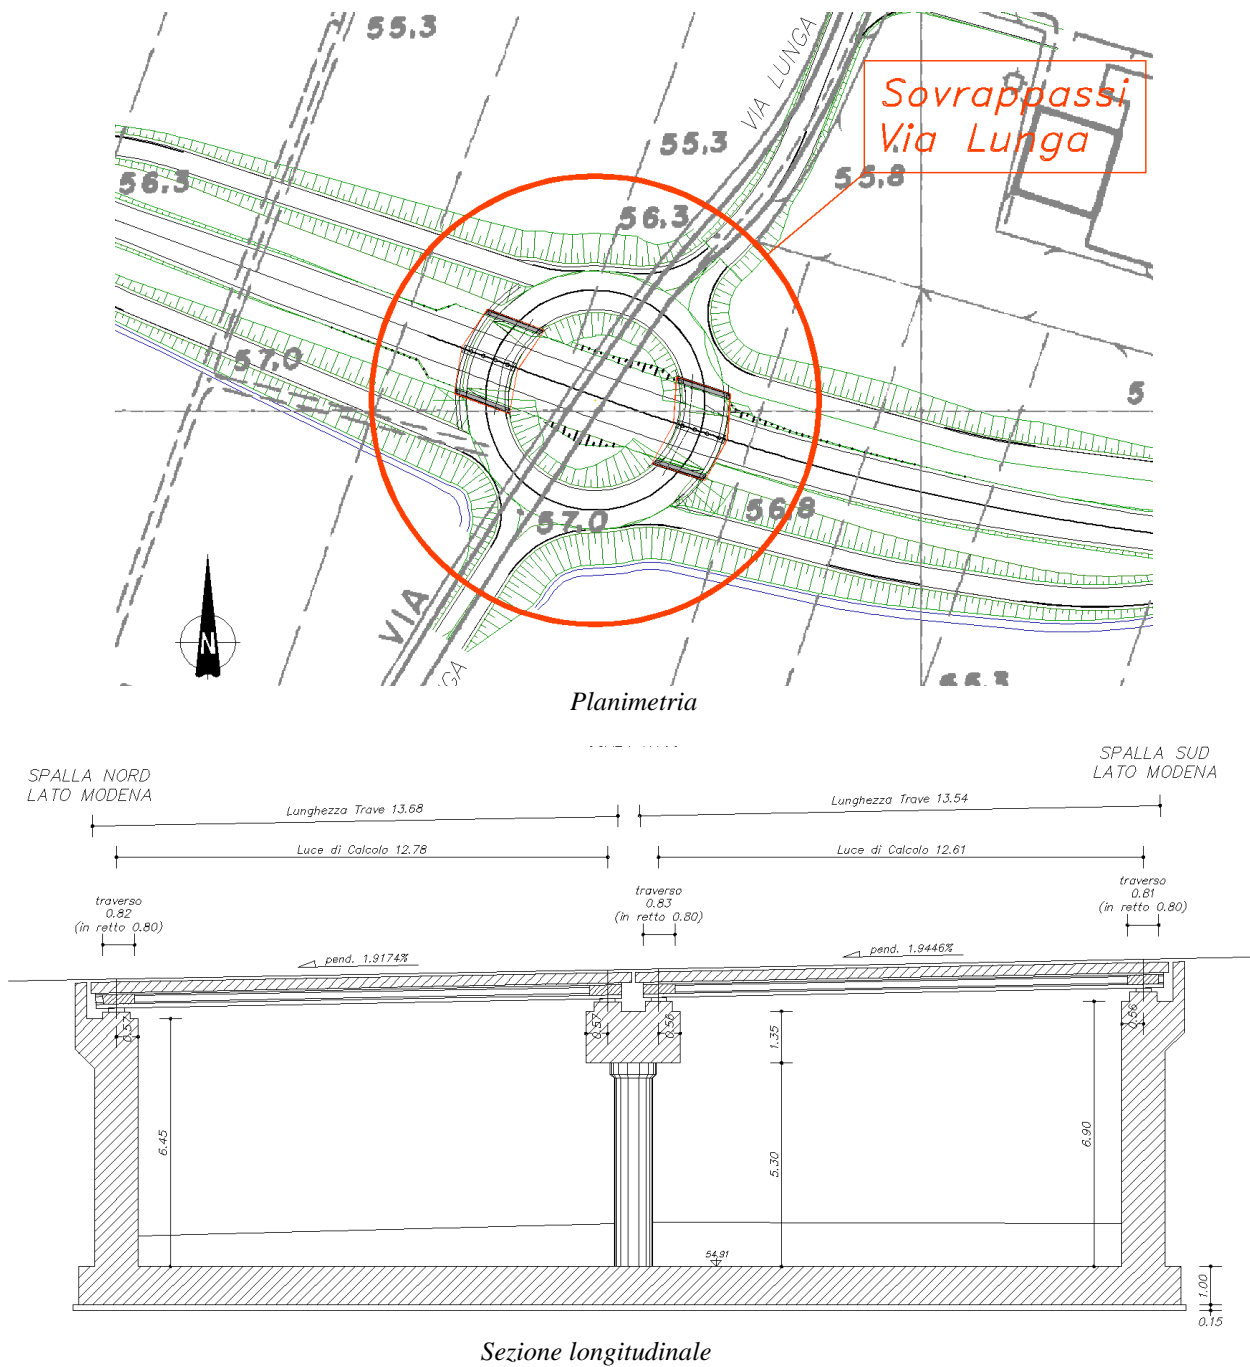 55,3
VIA LUNGA
Sovrappassi
Via Lunga
55,3
55,8
56,3
56,3
57,0
5
56,8
57,0
VIA
N
Planimetria
SPALLA NORD
LATO MODENA
SPALLA SUD
LATO MODENA
Lunghezza Trave 13.68
Lunghezza Trave 13.54
Luce di Calcolo 12.78
Luce di Calcolo 12.61
traverso
0.82
(in retto 0.80)
traverso
0.83
(in retto 0.80)
traverso
0.81
(in retto 0.80)
pend. 1.9174%
pend. 1.9446%
0.57
0.57
0.56
0.56
1.35
6.45
5.30
6.90
54.91
1.00
0.15
Sezione longitudinale